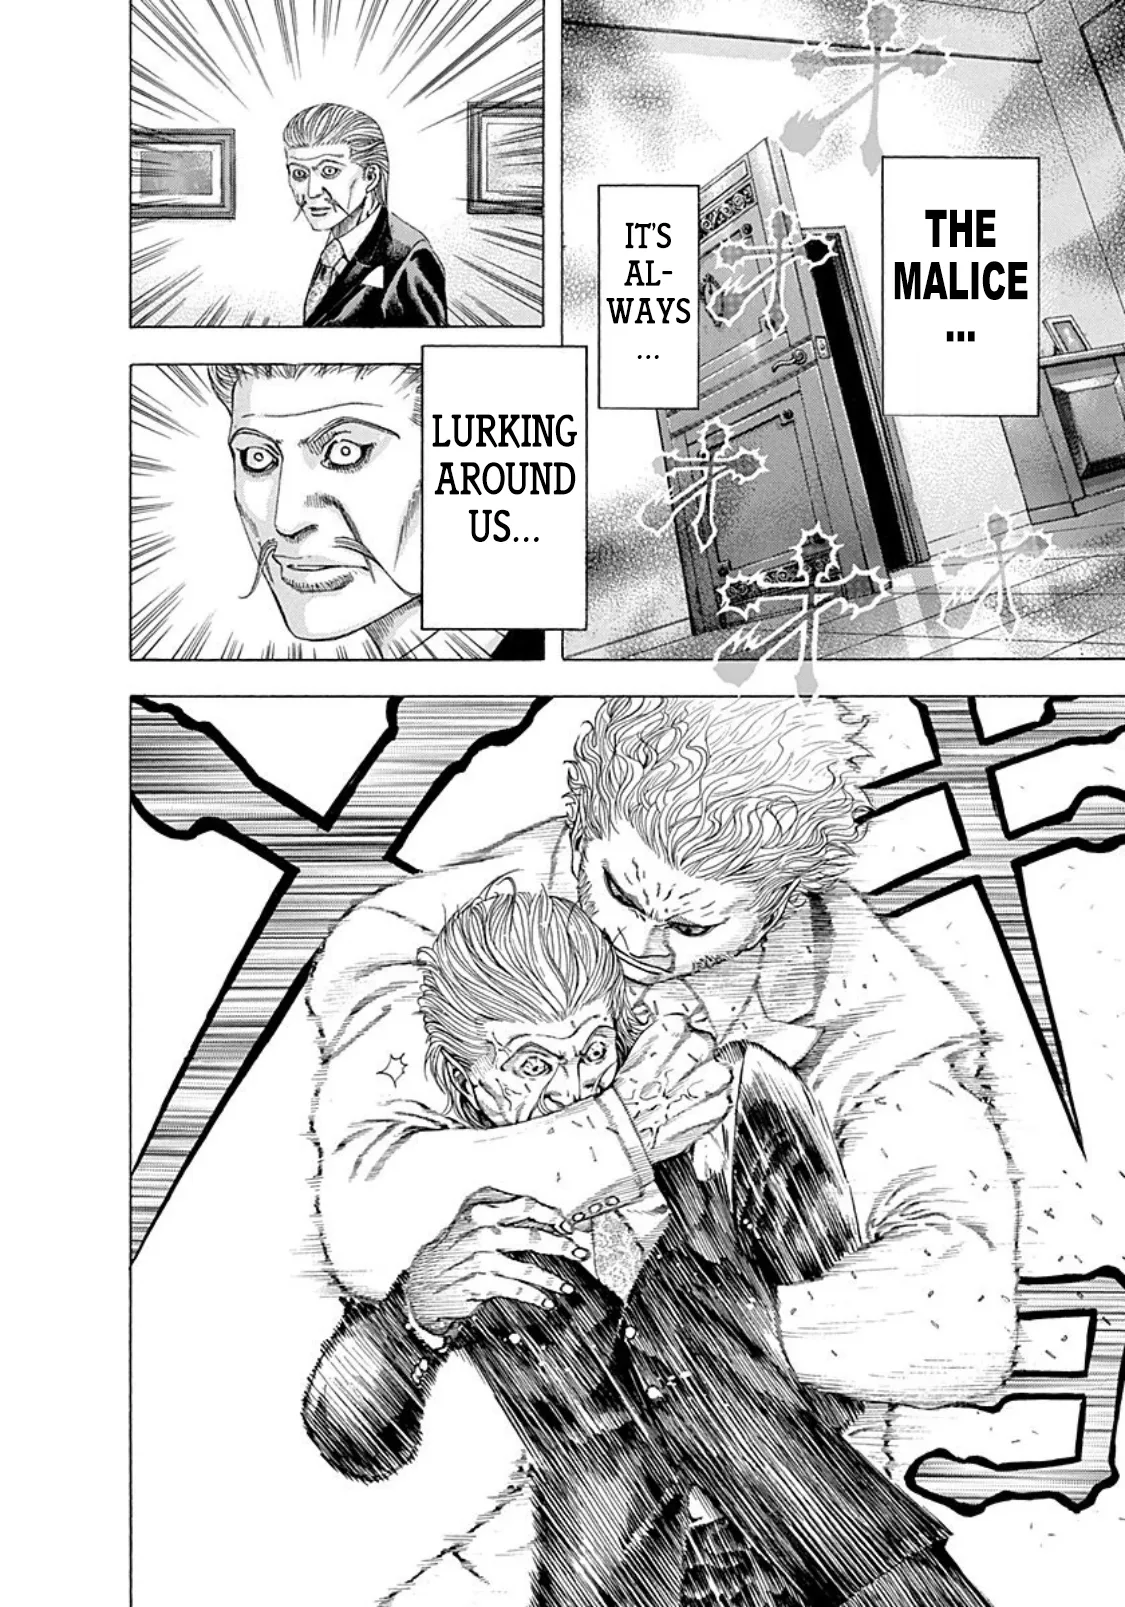 THE
MALICE
...
IT'S
AL-
WAYS
...
LURKING
AROUND
US...